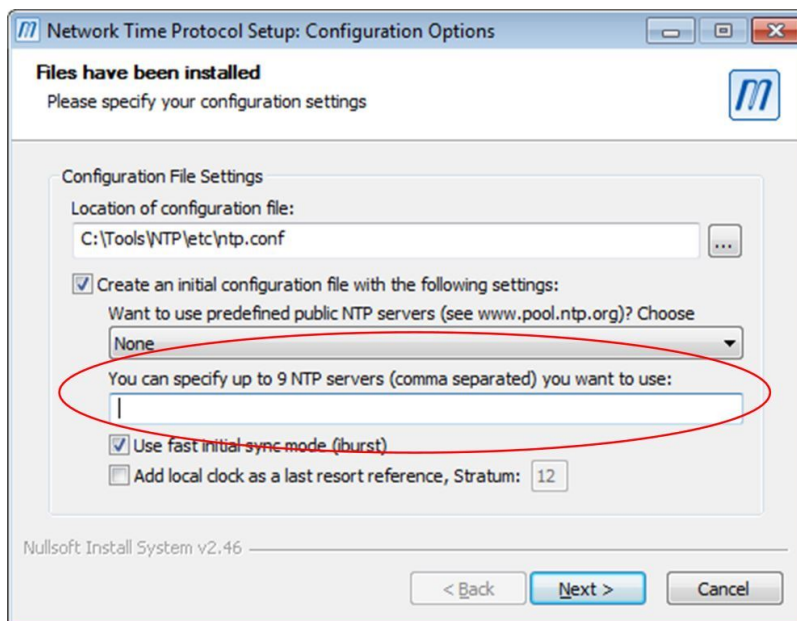 Network Time Protocol Setup: Configuration Options
Files have been installed
Please specify your configuration settings
Configuration File Settings
Location of configuration file:
C:\Tools\NTP\etc\ntp.conf
...
Create an initial configuration file with the following settings:
Want to use predefined public NTP servers (see www.pool.ntp.org)? Choose
None
You can specify up to 9 NTP servers (comma separated) you want to use:
Use fast initial sync mode (iburst)
Add local clock as a last resort reference, Stratum: 12
Nullsoft Install System v2.46
< Back Next > Cancel